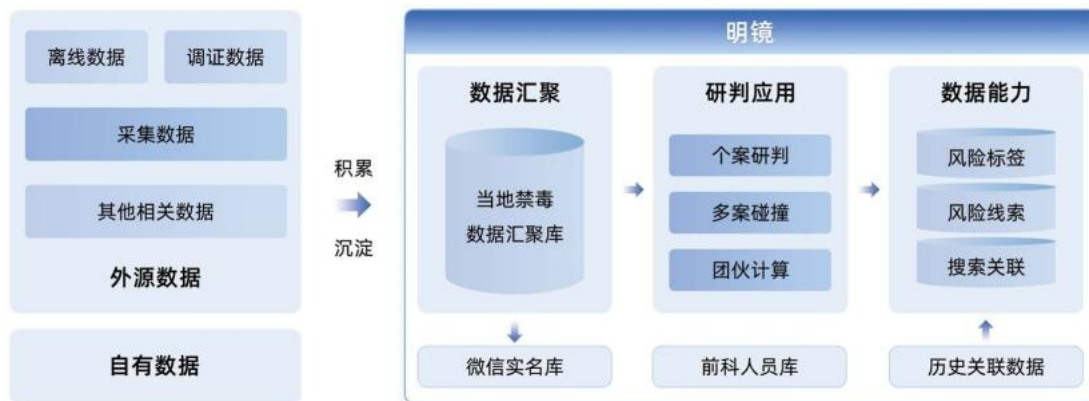 离线数据
调证数据
采集数据
其他相关数据
外源数据
自有数据
积累
沉淀
明镜
数据汇聚
当地禁毒
数据汇聚库
微信实名库
研判应用
个案研判
多案碰撞
团伙计算
前科人员库
数据能力
风险标签
风险线索
搜索关联
历史关联数据